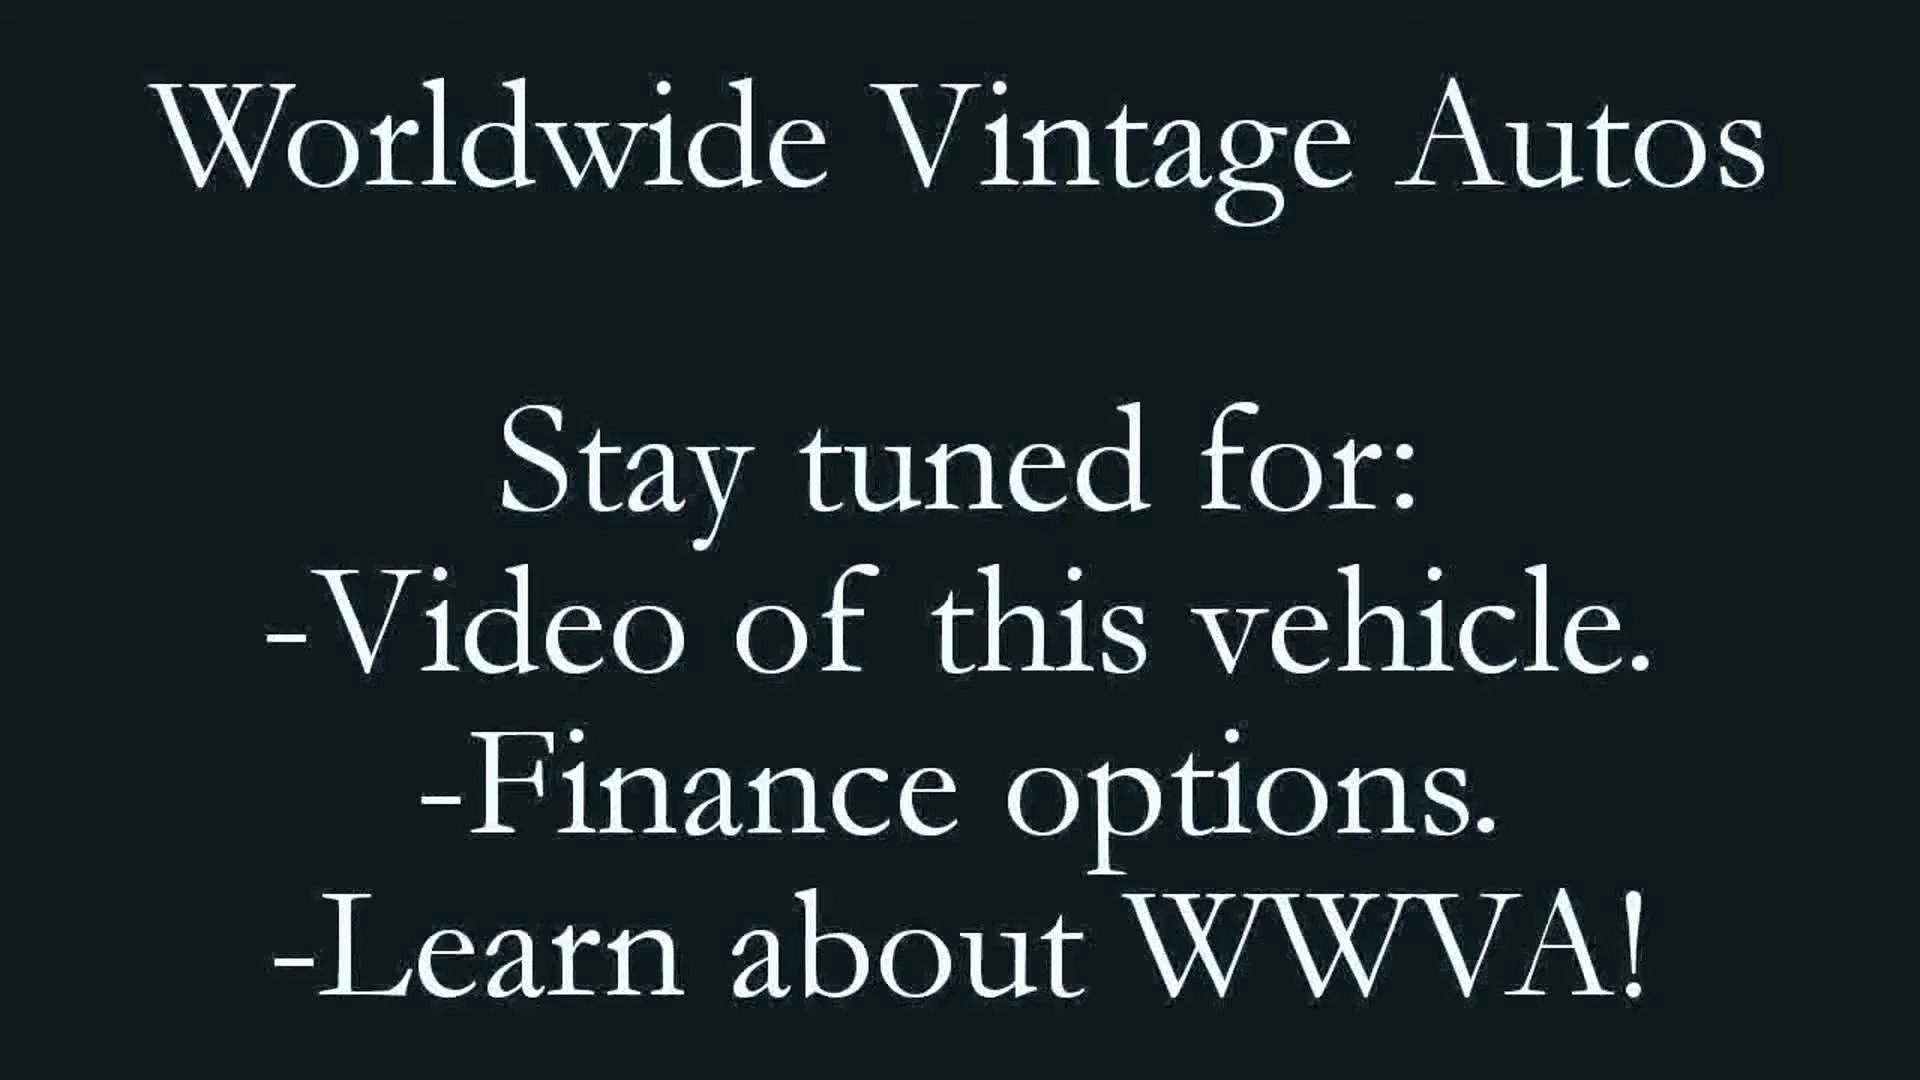 Worldwide Vintage Autos
Stay tuned for:
-Video of this vehicle.
-Finance options.
-Learn about WWVA!